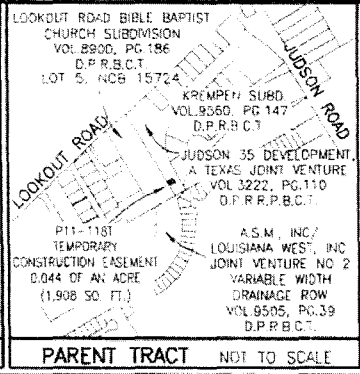 LOOKOUT ROAD BIBLE BAPTIST
CHURCH SUBDIVISION
VOL.8900, PG.186
D.P.R.B.C.T.
LOT 5, NCB 15724
JUDSON ROAD
KREMPEN SUBD.
VOL.9560, PG.147
D.P.R.B.C.T.
LOOKOUT ROAD
JUDSON 35 DEVELOPMENT,
A TEXAS JOINT VENTURE
VOL.3222, PG.110
O.P.R.R.P.B.C.T.
P11-118T
TEMPORARY
CONSTRUCTION EASEMENT
0.044 OF AN ACRE
(1,908 SQ. FT.)
A.S.M., INC/
LOUISIANA WEST, INC
JOINT VENTURE NO 2
VARIABLE WIDTH
DRAINAGE ROW
VOL.9505, PG.39
D.P.R.B.C.T.
PARENT TRACT NOT TO SCALE